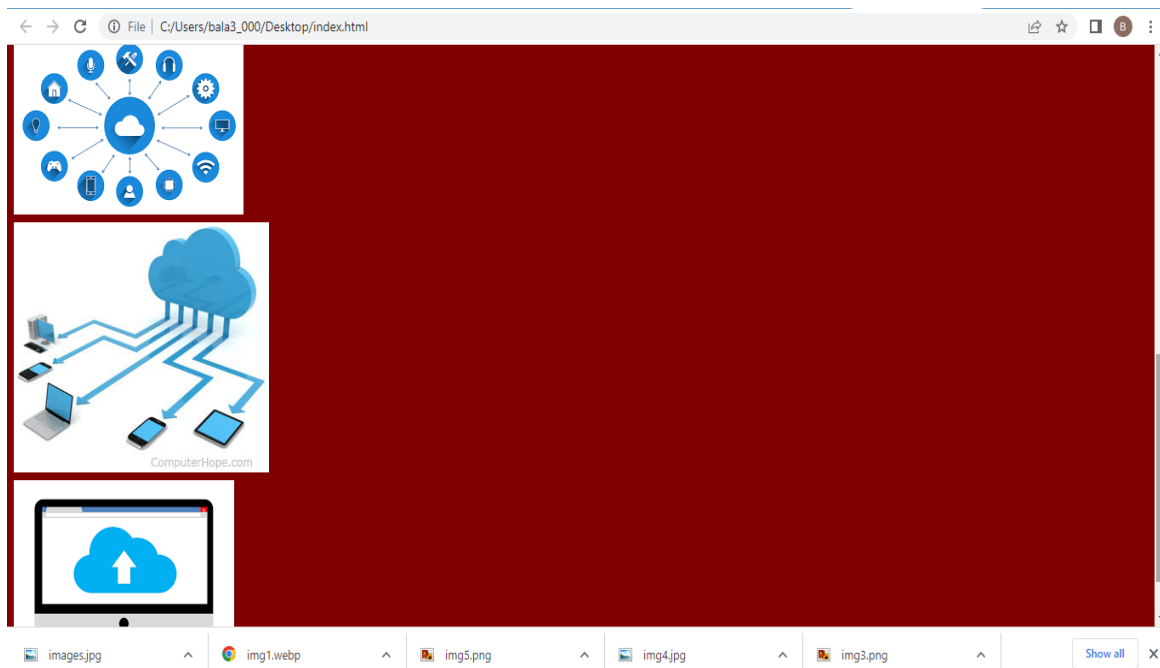 File | C:/Users/bala3_000/Desktop/index.html
B
ComputerHope.com
images.jpg
img1.webp
img5.png
img4.jpg
img3.png
Show all